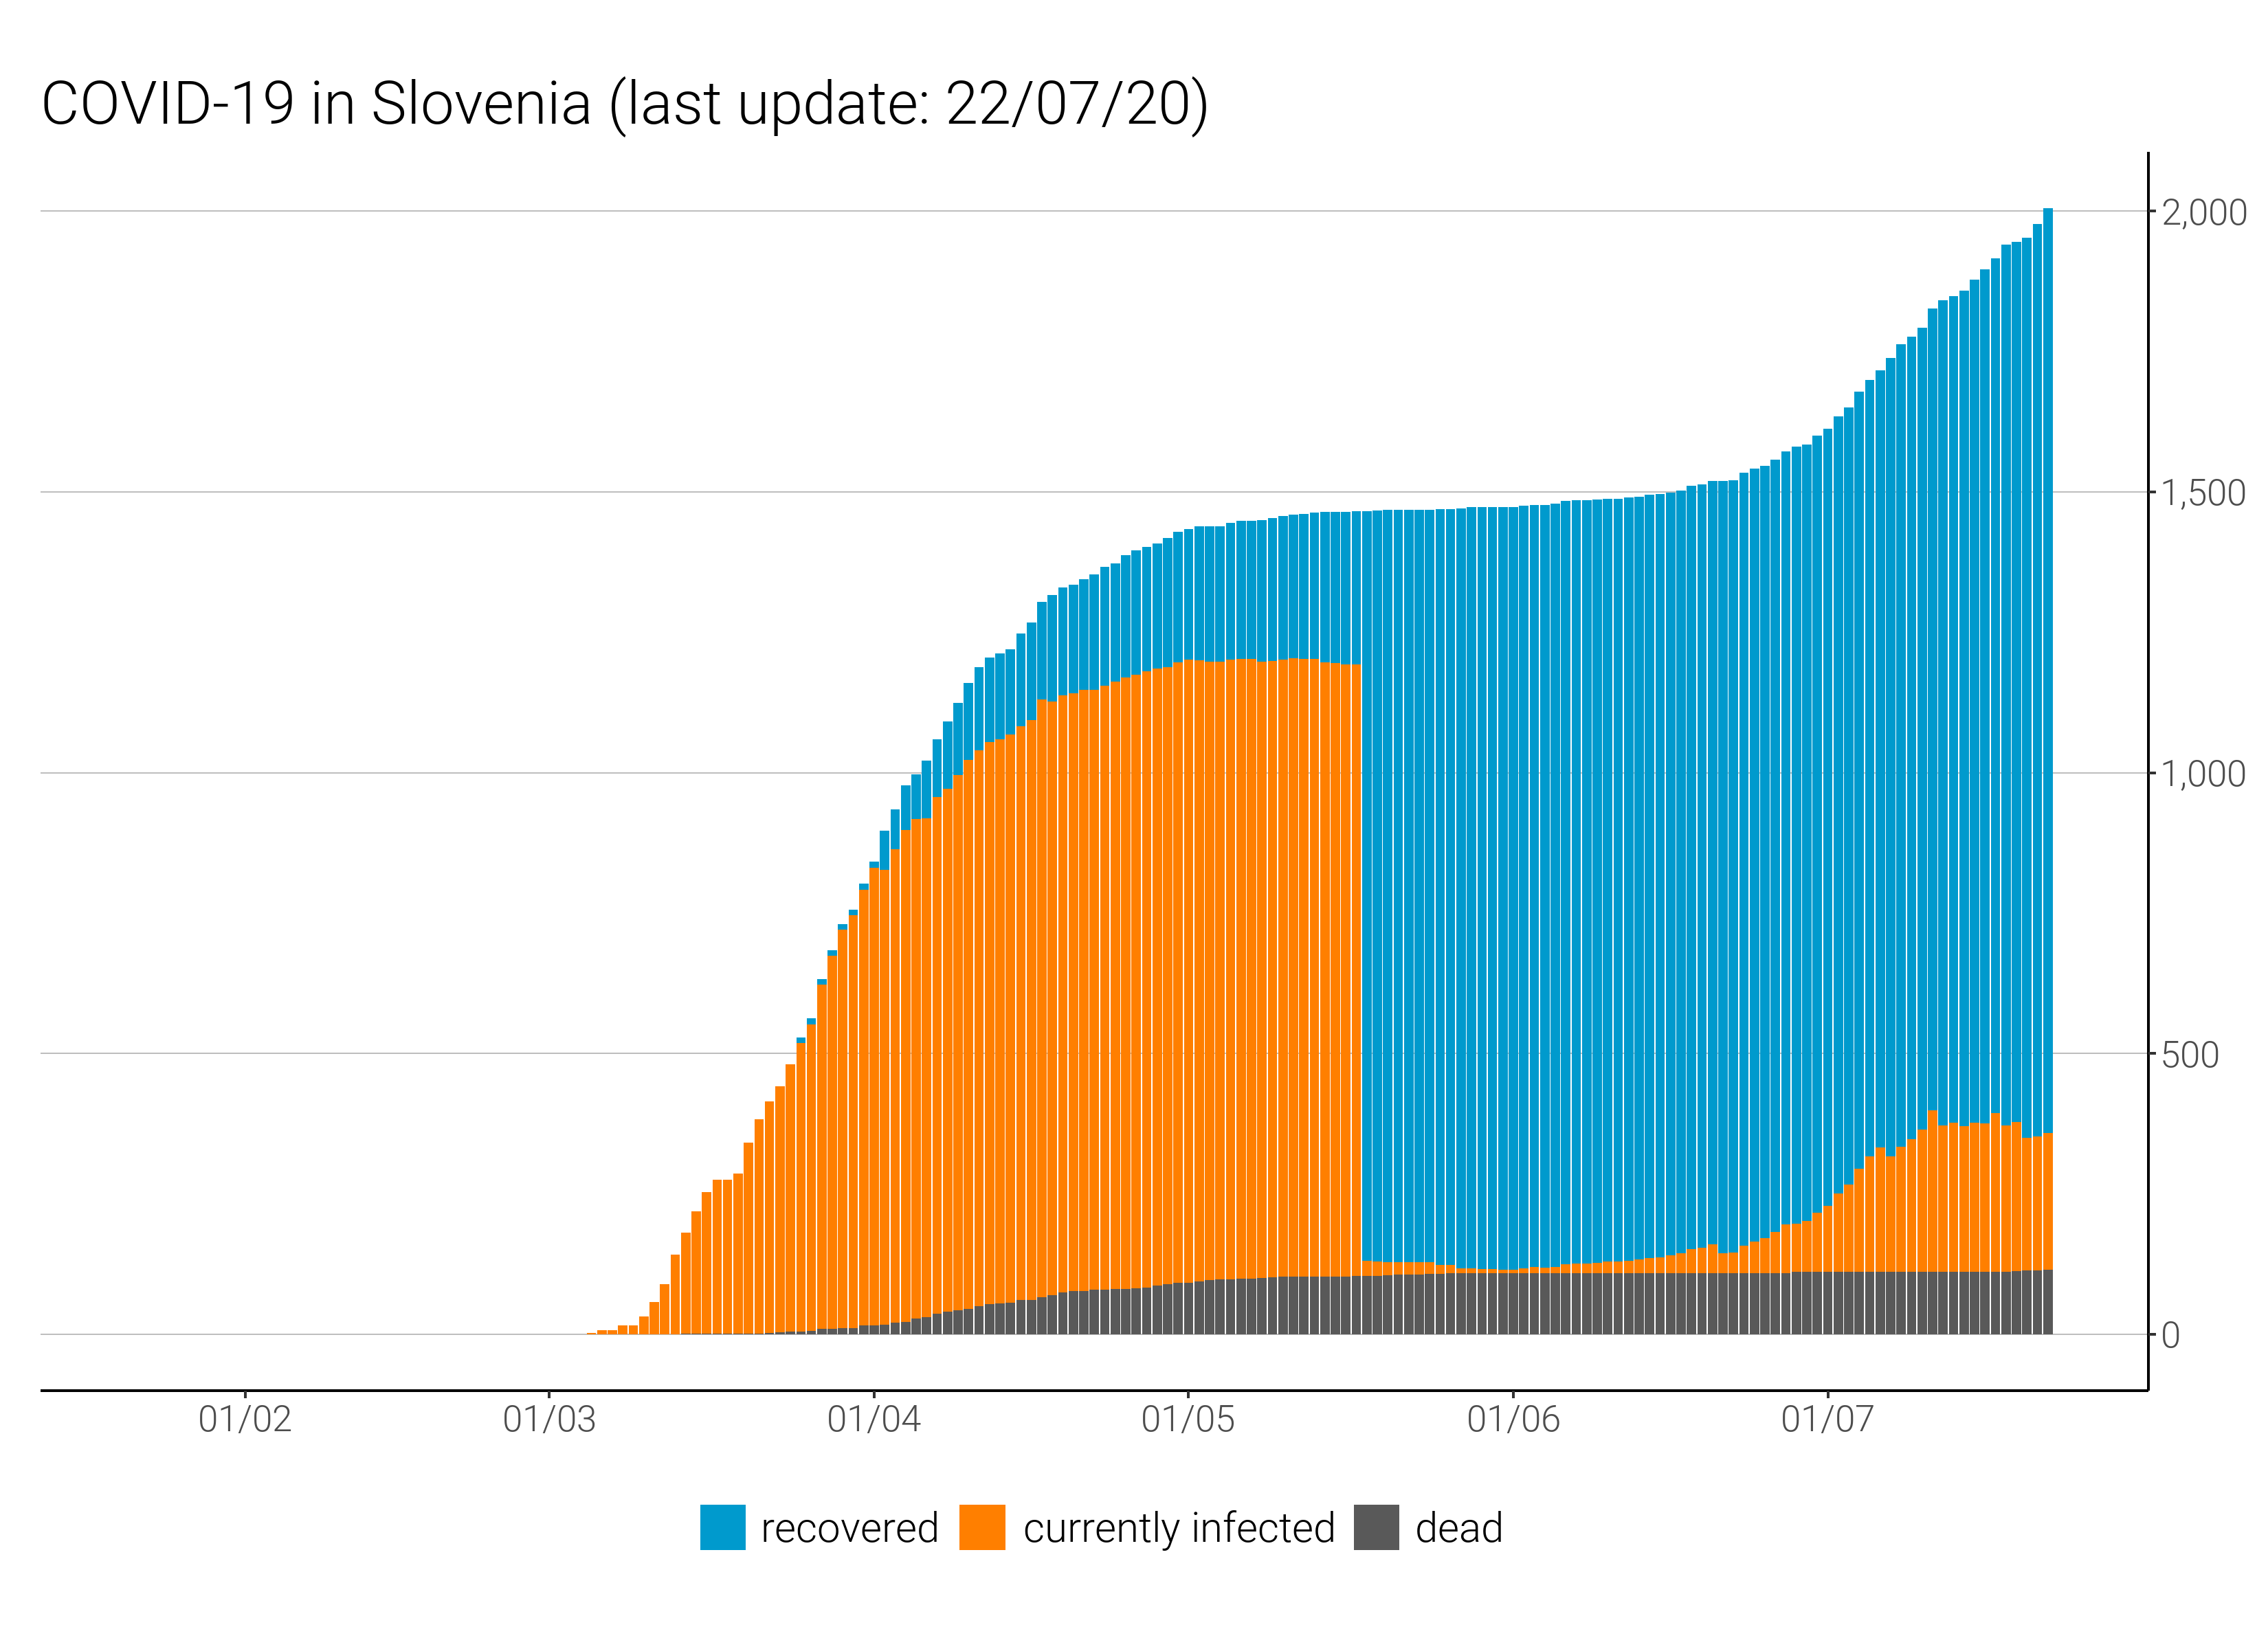 COVID-19 in Slovenia (last update: 22/07/20)
2,000
1,500
1,000
500
0
01/02 01/03 01/04 01/05 01/06 01/07
recovered currently infected dead